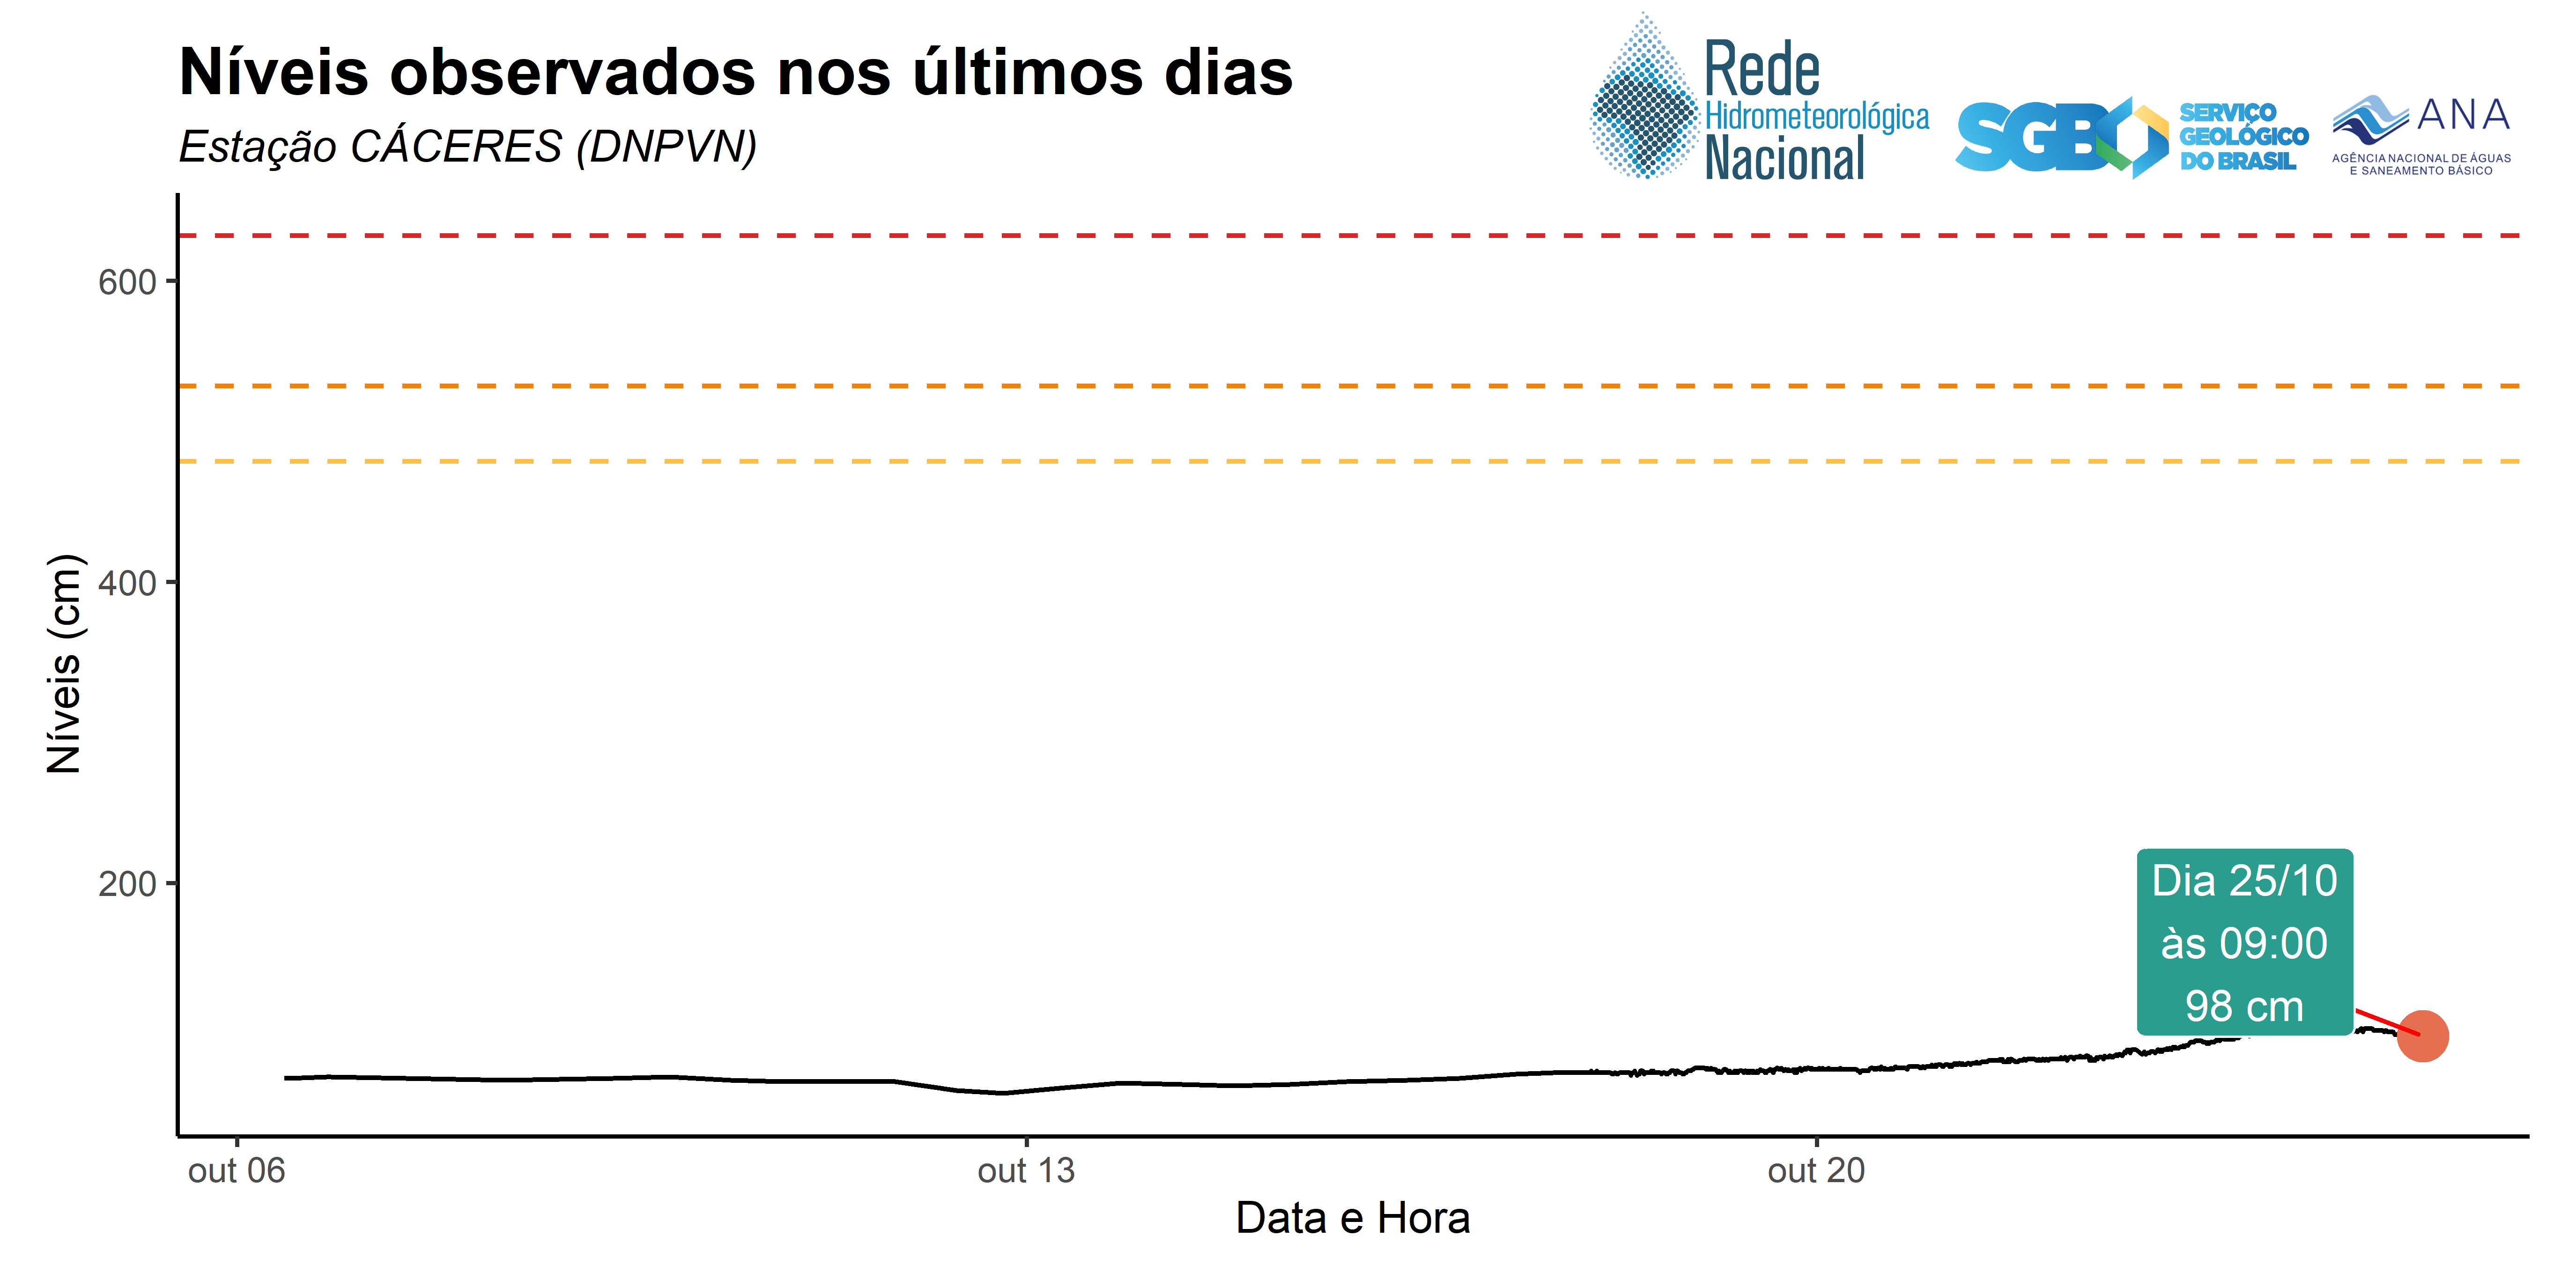 Níveis observados nos últimos dias
Estação CÁCERES (DNPVN)
Rede
Hidrometeorológica
Nacional
SGB
SERVIÇO
GEOLÓGICO
DO BRASIL
ANA
AGÊNCIA NACIONAL DE ÁGUAS
E SANEAMENTO BÁSICO
Níveis (cm)
600
400
200
Dia 25/10
às 09:00
98 cm
out 06
out 13
out 20
Data e Hora